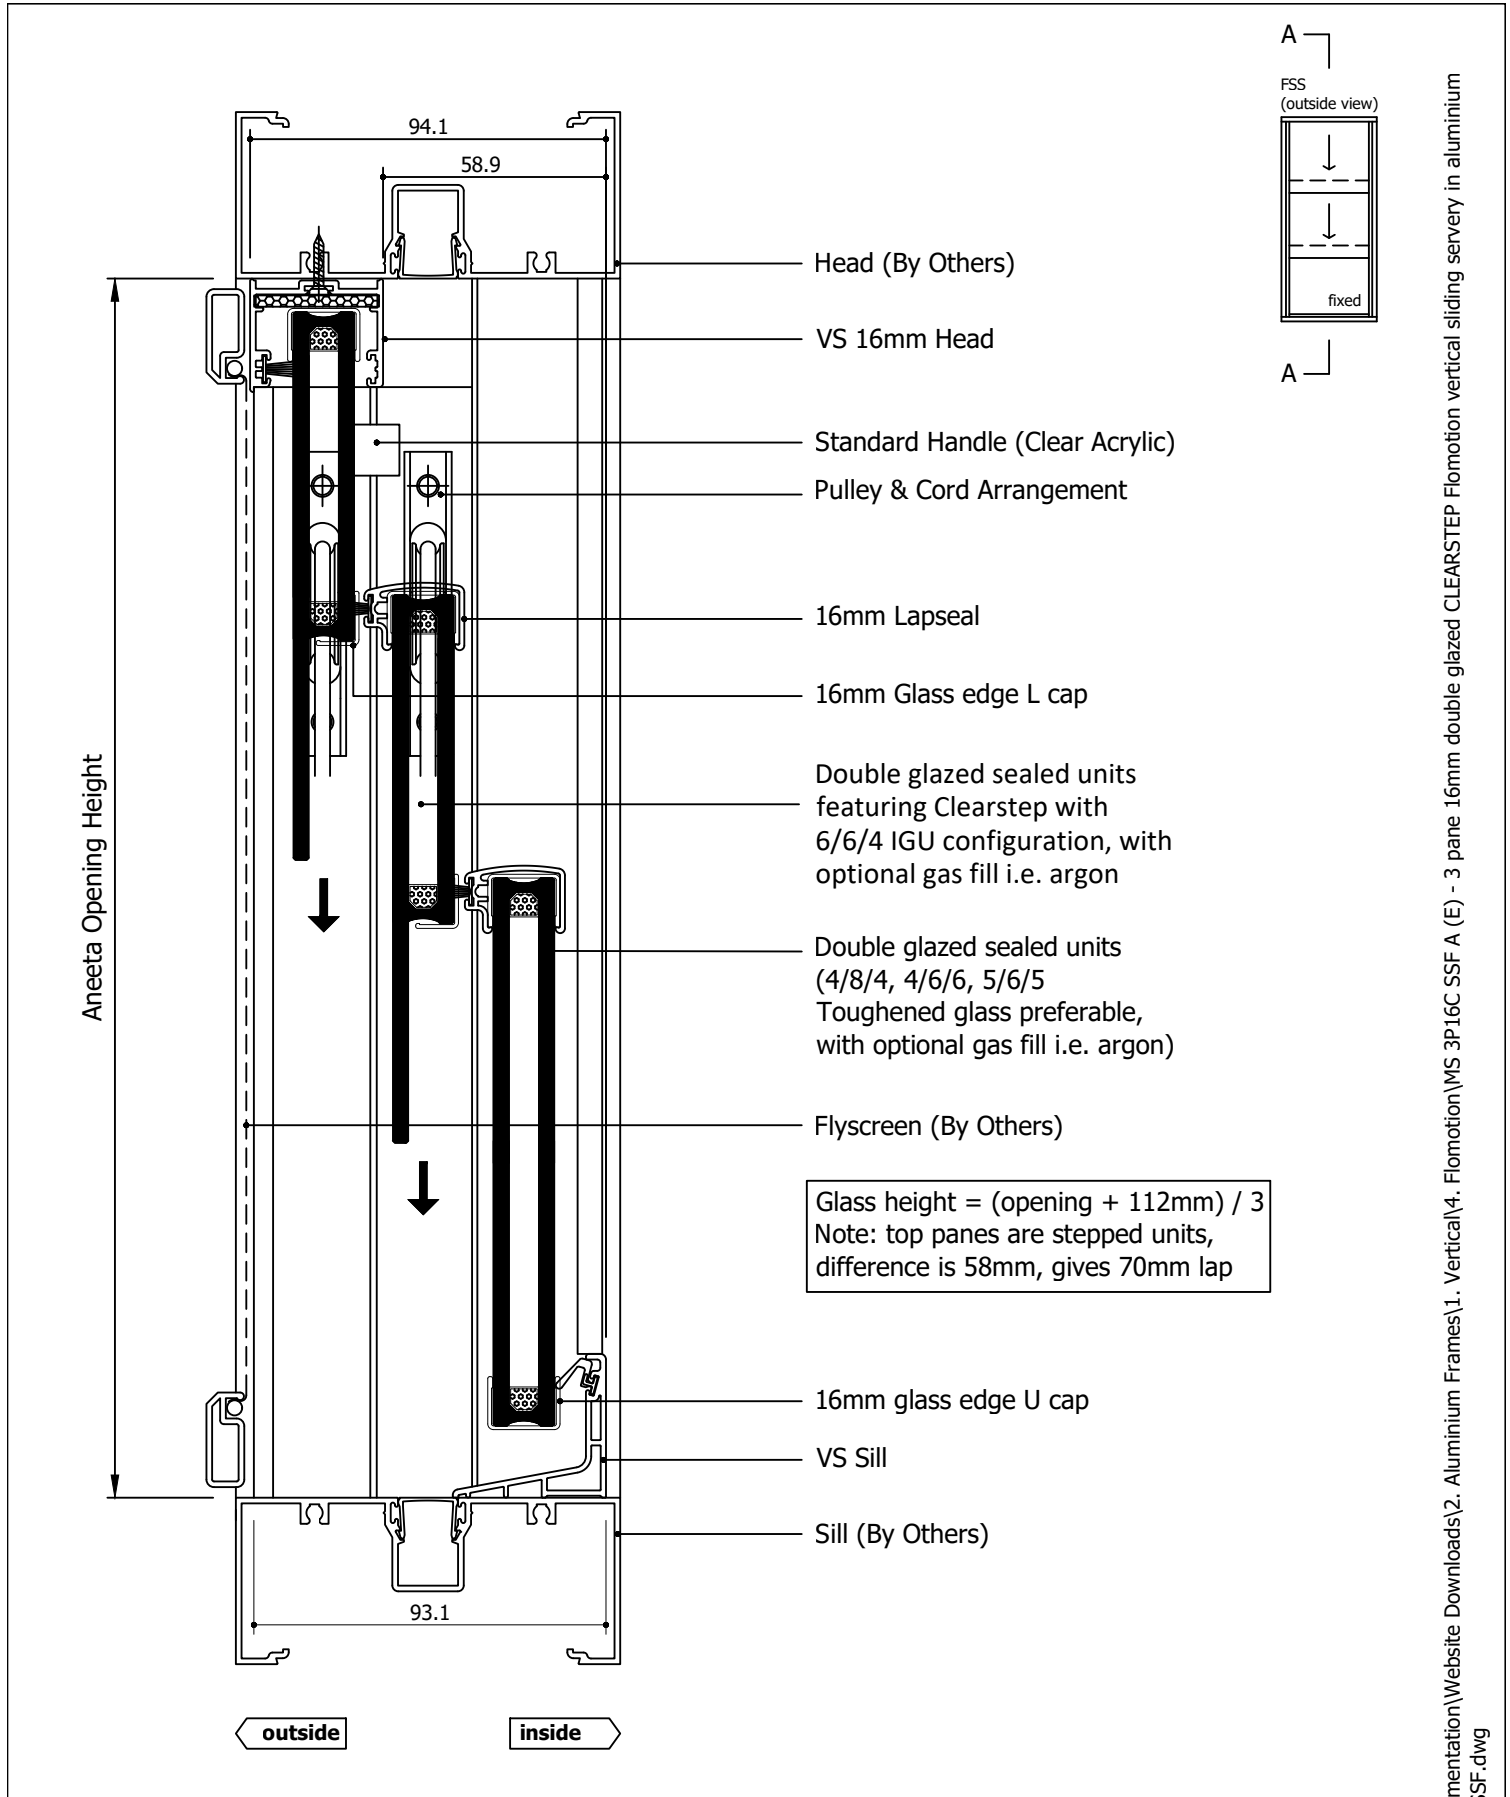 A
FSS
(outside view)
fixed
A
94.1
58.9
Head (By Others)
VS 16mm Head
Standard Handle (Clear Acrylic)
Pulley & Cord Arrangement
16mm Lapseal
16mm Glass edge L cap
Double glazed sealed units
featuring Clearstep with
6/6/4 IGU configuration, with
optional gas fill i.e. argon
Double glazed sealed units
(4/8/4, 4/6/6, 5/6/5
Toughened glass preferable,
with optional gas fill i.e. argon)
Flyscreen (By Others)
Glass height = (opening + 112mm) / 3
Note: top panes are stepped units,
difference is 58mm, gives 70mm lap
16mm glass edge U cap
VS Sill
Sill (By Others)
Aneeta Opening Height
93.1
outside
inside
mentation\Website Downloads\2. Aluminium Frames\1. Vertical\4. Flomotion\MS 3P16C SSF A (E) - 3 pane 16mm double glazed CLEARSTEP Flomotion vertical sliding servery in aluminium
SSF.dwg